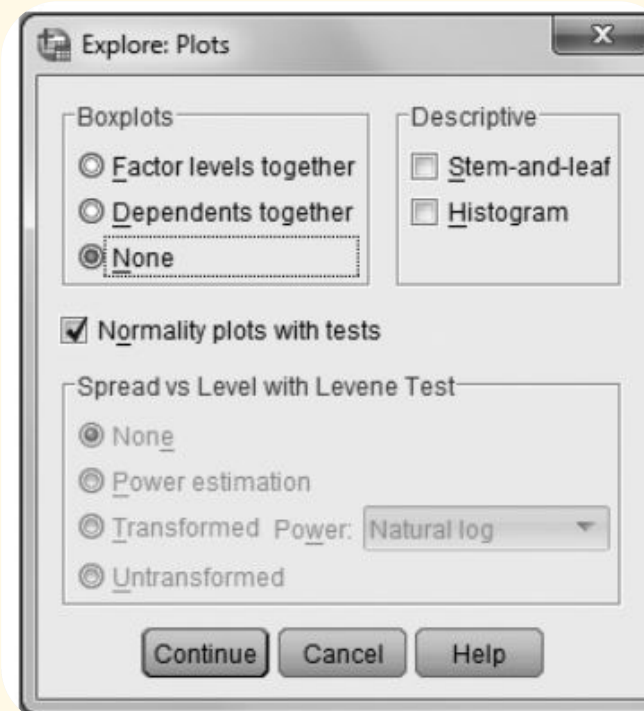 Explore: Plots
Boxplots
Factor levels together
Dependents together
None
Descriptive
Stem-and-leaf
Histogram
Normality plots with tests
Spread vs Level with Levene Test
None
Power estimation
Transformed Power: Natural log
Untransformed
Continue Cancel Help